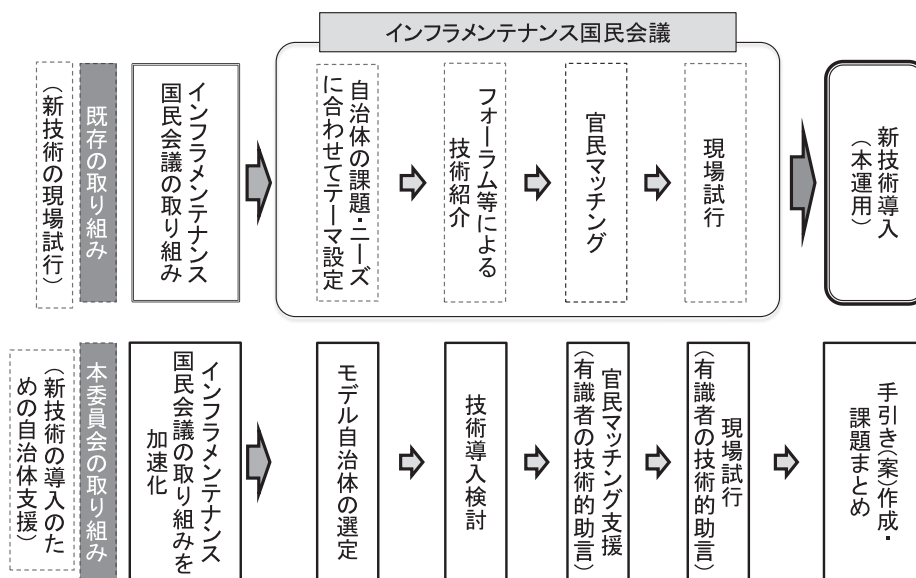 インフラメンテナンス国民会議
（新技術の現場試行）
既存の取り組み
インフラメンテナンス
国民会議の取り組み
自治体の課題・ニーズ
に合わせてテーマ設定
フォーラム等による
技術紹介
官民マッチング
現場試行
新技術導入
（本運用）
（新技術の導入のた
めの自治体支援）
本委員会の取り組み
インフラメンテナンス
国民会議の取り組みを
加速化
モデル自治体の選定
技術導入検討
官民マッチング支援
（有識者の技術的助言）
現場試行
（有識者の技術的助言）
手引き（案）作成・
課題まとめ